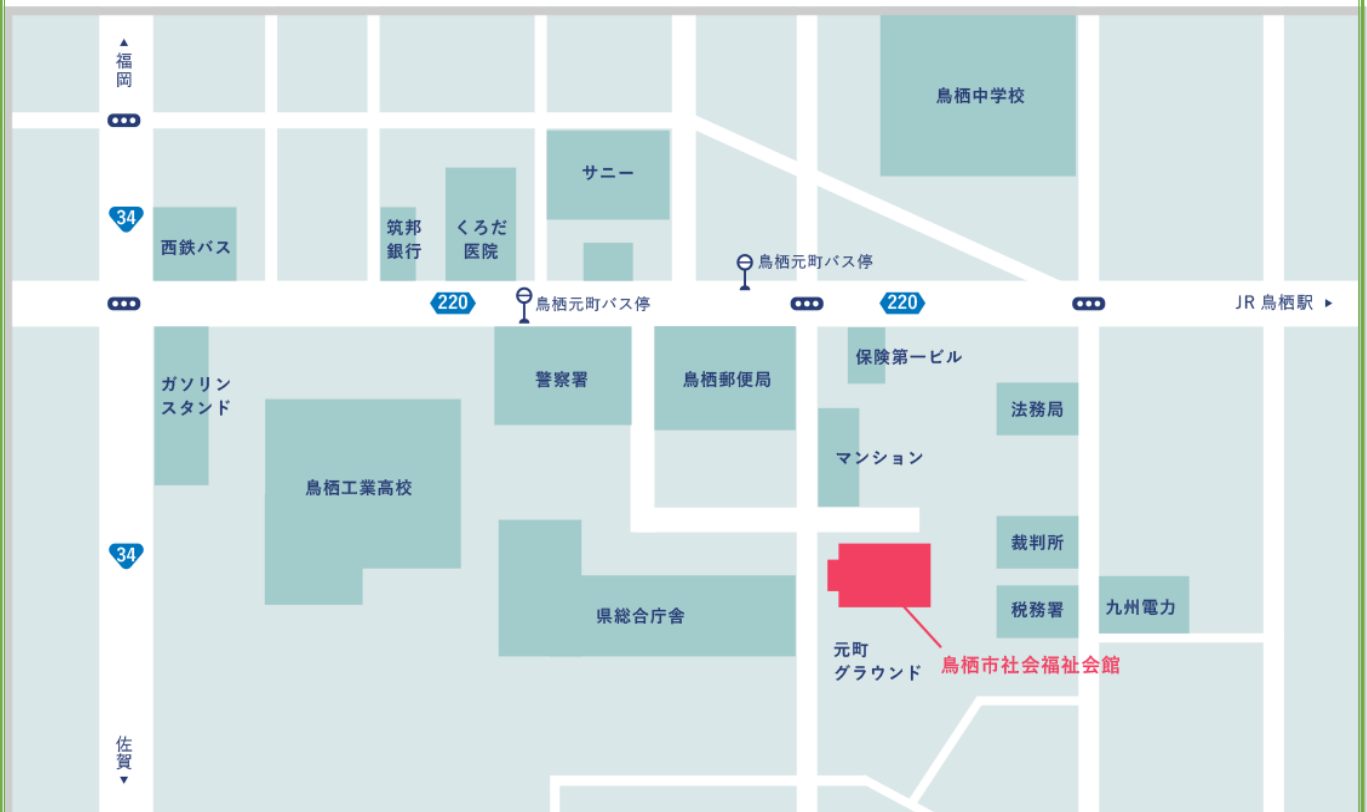 ▲
福岡
鳥栖中学校
サニー
34
西鉄バス
筑邦
銀行
くろだ
医院
鳥栖元町バス停
220
鳥栖元町バス停
220
JR 鳥栖駅 ▶
保険第一ビル
警察署
鳥栖郵便局
ガソリン
スタンド
法務局
マンション
鳥栖工業高校
裁判所
34
税務署
九州電力
県総合庁舎
元町
グラウンド
鳥栖市社会福祉会館
佐賀
▼